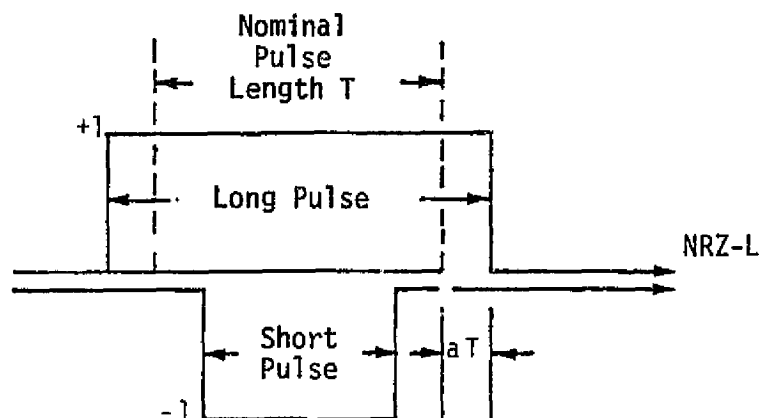 Nominal
Pulse
Length T
+1
Long Pulse
NRZ-L
Short
Pulse
aT
-1